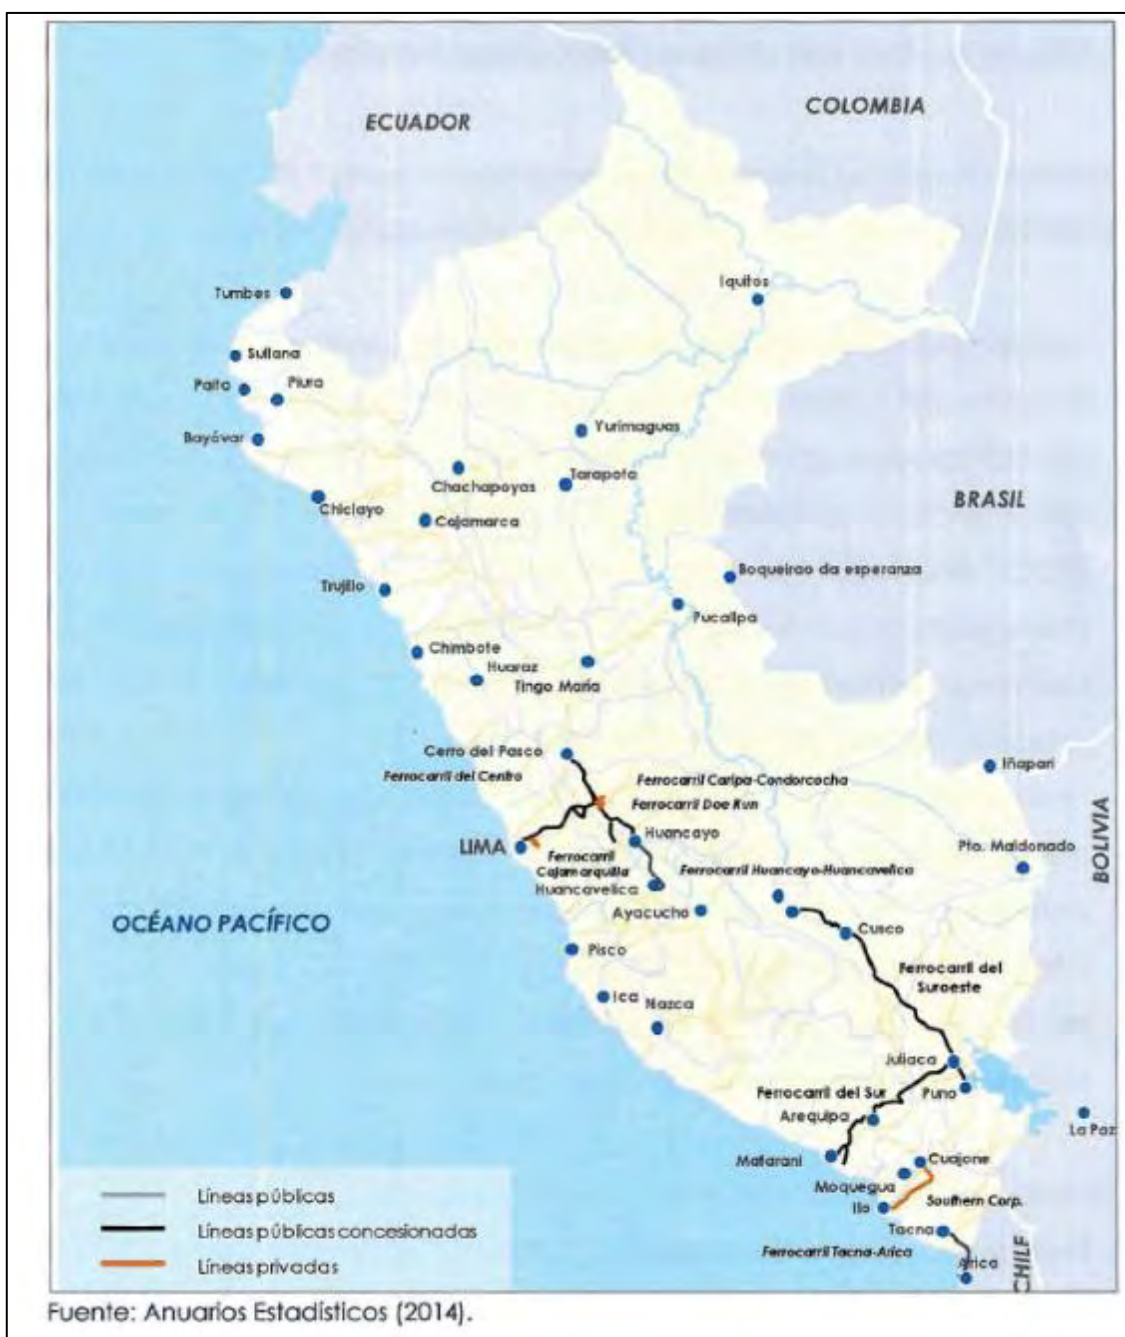 ECUADOR
COLOMBIA
Tumbes
Iquitos
Sullana
Paita
Piura
Bayóvar
Yurimaguas
Chachapoyas
Tarapota
Chiclayo
Cajamarca
BRASIL
Boqueirao da esperanza
Trujillo
Pucallpa
Chimbote
Huaraz
Tingo María
Cerro del Pasco
Ferrocarril del Centro
Ferrocarril Caripa-Condorcocha
Ferrocarril Doe Run
Iñapari
BOLIVIA
LIMA
Huancayo
Ferrocarril
Cajamarquilla
Ferrocarril Huancayo-Huancavelica
Pto. Maldonado
Huancavelica
Ayacucho
OCÉANO PACÍFICO
Cusco
Pisco
Ferrocarril del
Suroeste
Ica
Nazca
Juliaca
Ferrocarril del Sur
Puno
Arequipa
La Paz
Matarani
Cuajone
Moquegua
Southern Corp.
Ilo
Tacna
Ferrocarril Tacna-Arica
Arica
CHILE
Líneas públicas
Líneas públicas concesionadas
Líneas privadas
Fuente: Anuarios Estadísticos (2014).